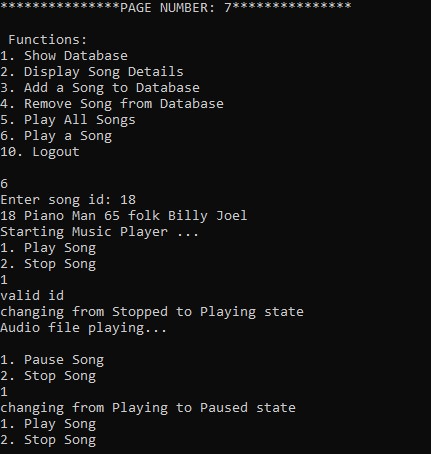 ***************PAGE NUMBER: 7***************
Functions:
1. Show Database
2. Display Song Details
3. Add a Song to Database
4. Remove Song from Database
5. Play All Songs
6. Play a Song
10. Logout
6
Enter song id: 18
18 Piano Man 65 folk Billy Joel
Starting Music Player ...
1. Play Song
2. Stop Song
1
valid id
changing from Stopped to Playing state
Audio file playing...
1. Pause Song
2. Stop Song
1
changing from Playing to Paused state
1. Play Song
2. Stop Song